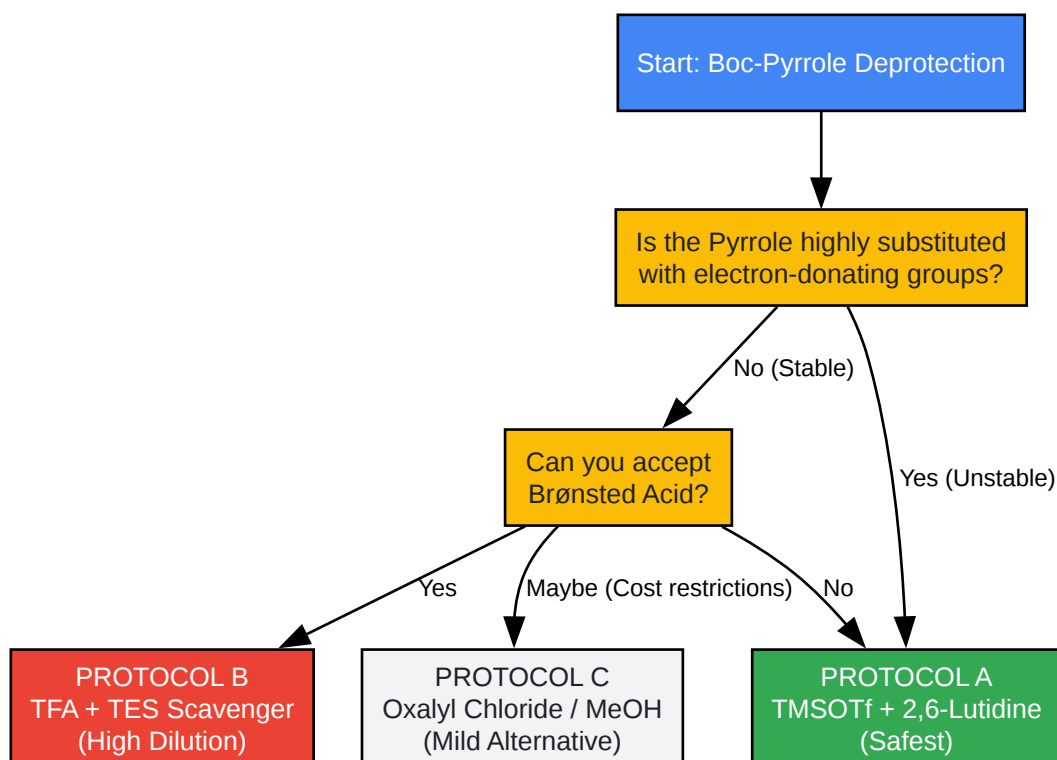 Start: Boc-Pyrrole Deprotection
Is the Pyrrole highly substituted
with electron-donating groups?
No (Stable)
Can you accept
Brønsted Acid?
Yes (Unstable)
Yes
Maybe (Cost restrictions)
No
PROTOCOL B
TFA + TES Scavenger
(High Dilution)
PROTOCOL C
Oxalyl Chloride / MeOH
(Mild Alternative)
PROTOCOL A
TMSOTf + 2,6-Lutidine
(Safest)